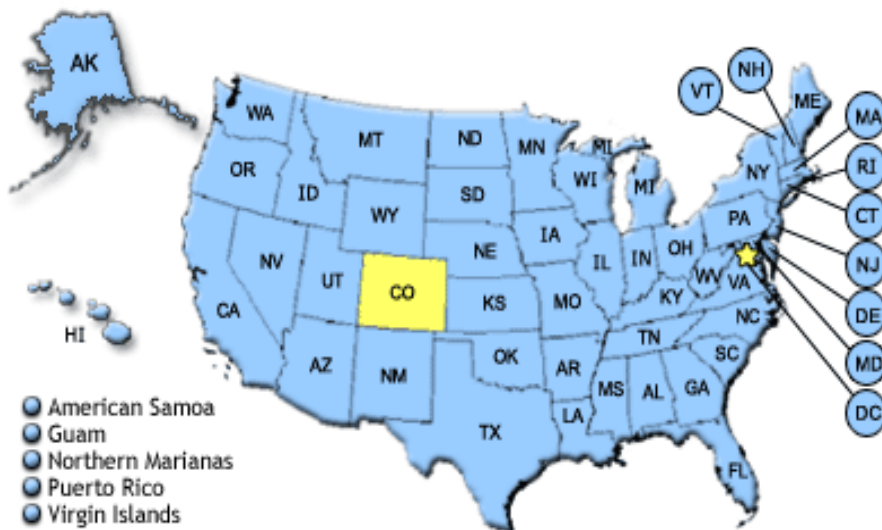 AK
WA
OR
ID
MT
WY
ND
SD
NE
MN
IA
WI
MI
MI
IL
IN
OH
PA
NY
ME
VT
NH
MA
RI
CT
NJ
DE
MD
DC
CA
NV
UT
CO
KS
MO
KY
WV
VA
NC
TN
SC
AZ
NM
OK
AR
MS
AL
GA
LA
TX
FL
HI
American Samoa
Guam
Northern Marianas
Puerto Rico
Virgin Islands